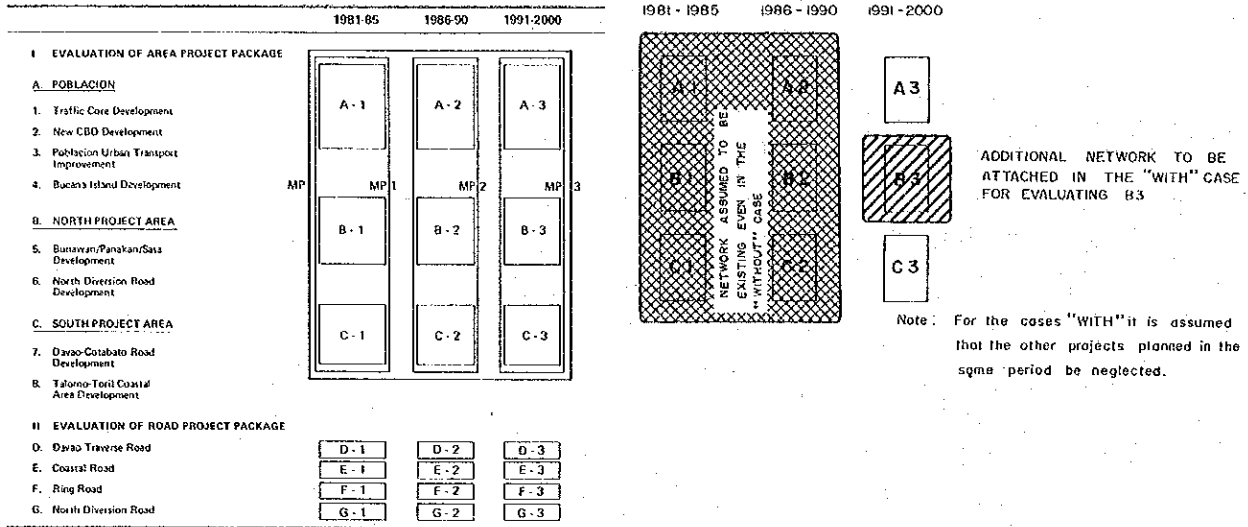 1981-85 1986-90 1991-2000
I EVALUATION OF AREA PROJECT PACKAGE
A. POBLACION
1. Traffic Core Development
2. New CBD Development
3. Poblacion Urban Transport
Improvement
4. Bucana Island Development
B. NORTH PROJECT AREA
5. Bunawan/Panakan/Sasa
Development
6. North Diversion Road
Development
C. SOUTH PROJECT AREA
7. Davao-Cotabato Road
Development
8. Talomo-Toril Coastal
Area Development
A - 1 A - 2 A - 3
MP MP 1 MP 2 MP 3
B - 1 B - 2 B - 3
C - 1 C - 2 C - 3
II EVALUATION OF ROAD PROJECT PACKAGE
D. Davao Traverse Road D - 1 D - 2 D - 3
E. Coastal Road E - 1 E - 2 E - 3
F. Ring Road F - 1 F - 2 F - 3
G. North Diversion Road G - 1 G - 2 G - 3
1981 - 1985 1986 - 1990 1991 - 2000
A1 A2 A3
B1 B2 B3
C1 C2 C3
NETWORK ASSUMED TO BE
EXISTING EVEN IN THE
"WITHOUT" CASE
ADDITIONAL NETWORK TO BE
ATTACHED IN THE "WITH" CASE
FOR EVALUATING B3
Note : For the cases "WITH" it is assumed
that the other projects planned in the
same period be neglected.